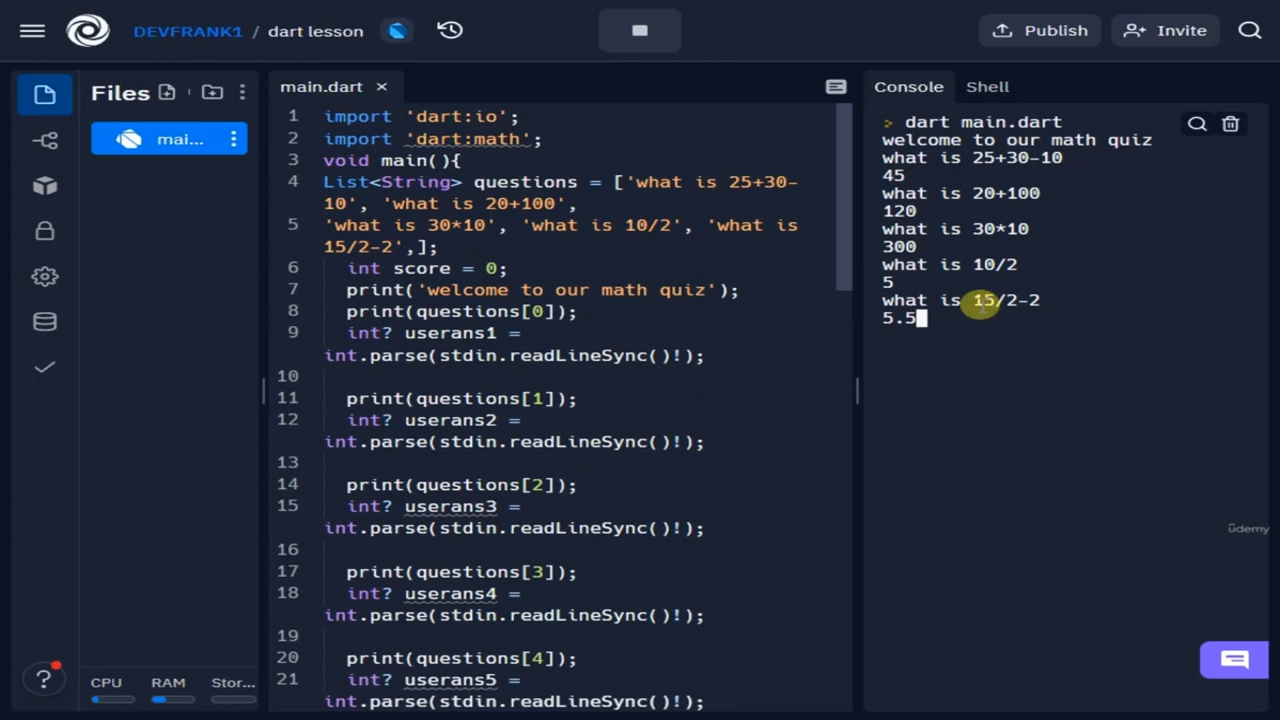 DEVFRANK1 / dart lesson
Publish
Invite
Files
mai...
main.dart ×
1 import 'dart:io';
2 import 'dart:math';
3 void main(){
4 List<String> questions = ['what is 25+30-
10', 'what is 20+100',
5 'what is 30*10', 'what is 10/2', 'what is
15/2-2',];
6 int score = 0;
7 print('welcome to our math quiz');
8 print(questions[0]);
9 int? userans1 =
int.parse(stdin.readLineSync()!);
10
11 print(questions[1]);
12 int? userans2 =
int.parse(stdin.readLineSync()!);
13
14 print(questions[2]);
15 int? userans3 =
int.parse(stdin.readLineSync()!);
16
17 print(questions[3]);
18 int? userans4 =
int.parse(stdin.readLineSync()!);
19
20 print(questions[4]);
21 int? userans5 =
int.parse(stdin.readLineSync()!);
Console Shell
> dart main.dart
welcome to our math quiz
what is 25+30-10
45
what is 20+100
120
what is 30*10
300
what is 10/2
5
what is 15/2-2
5.5
ûdemy
?
CPU RAM Stor...